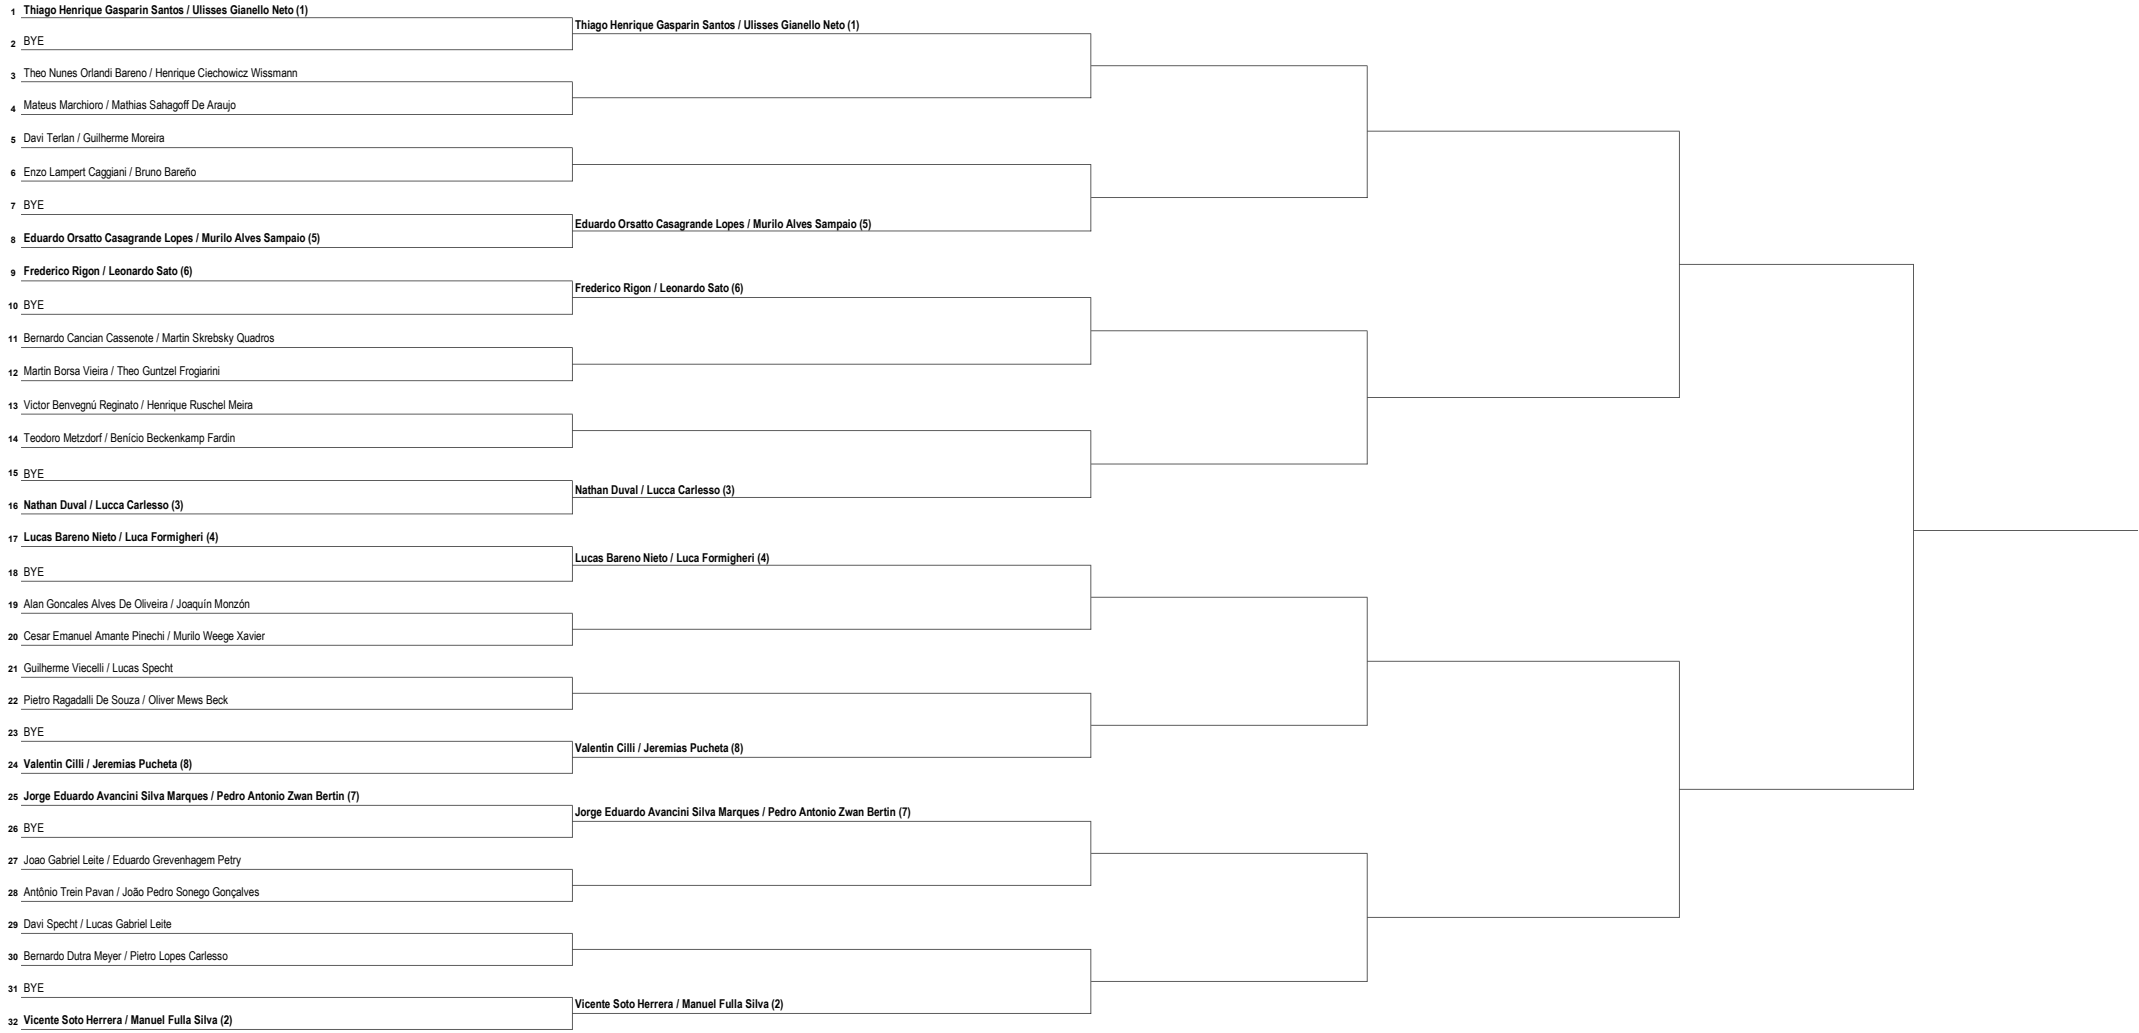 1 Thiago Henrique Gasparin Santos / Ulisses Gianello Neto (1)
Thiago Henrique Gasparin Santos / Ulisses Gianello Neto (1)
2 BYE
3 Theo Nunes Orlandi Bareno / Henrique Ciechowicz Wissmann
4 Mateus Marchioro / Mathias Sahagoff De Araujo
5 Davi Terlan / Guilherme Moreira
6 Enzo Lampert Caggiani / Bruno Bareño
7 BYE
Eduardo Orsatto Casagrande Lopes / Murilo Alves Sampaio (5)
8 Eduardo Orsatto Casagrande Lopes / Murilo Alves Sampaio (5)
9 Frederico Rigon / Leonardo Sato (6)
Frederico Rigon / Leonardo Sato (6)
10 BYE
11 Bernardo Cancian Cassenote / Martin Skrebsky Quadros
12 Martin Borsa Vieira / Theo Guntzel Frogiarini
13 Victor Benvegnú Reginato / Henrique Ruschel Meira
14 Teodoro Metzdorf / Benício Beckenkamp Fardin
15 BYE
Nathan Duval / Lucca Carlesso (3)
16 Nathan Duval / Lucca Carlesso (3)
17 Lucas Bareno Nieto / Luca Formigheri (4)
Lucas Bareno Nieto / Luca Formigheri (4)
18 BYE
19 Alan Goncales Alves De Oliveira / Joaquín Monzón
20 Cesar Emanuel Amante Pinechi / Murilo Weege Xavier
21 Guilherme Viecelli / Lucas Specht
22 Pietro Ragadalli De Souza / Oliver Mews Beck
23 BYE
Valentin Cilli / Jeremias Pucheta (8)
24 Valentin Cilli / Jeremias Pucheta (8)
25 Jorge Eduardo Avancini Silva Marques / Pedro Antonio Zwan Bertin (7)
Jorge Eduardo Avancini Silva Marques / Pedro Antonio Zwan Bertin (7)
26 BYE
27 Joao Gabriel Leite / Eduardo Grevenhagem Petry
28 Antônio Trein Pavan / João Pedro Sonego Gonçalves
29 Davi Specht / Lucas Gabriel Leite
30 Bernardo Dutra Meyer / Pietro Lopes Carlesso
31 BYE
Vicente Soto Herrera / Manuel Fulla Silva (2)
32 Vicente Soto Herrera / Manuel Fulla Silva (2)